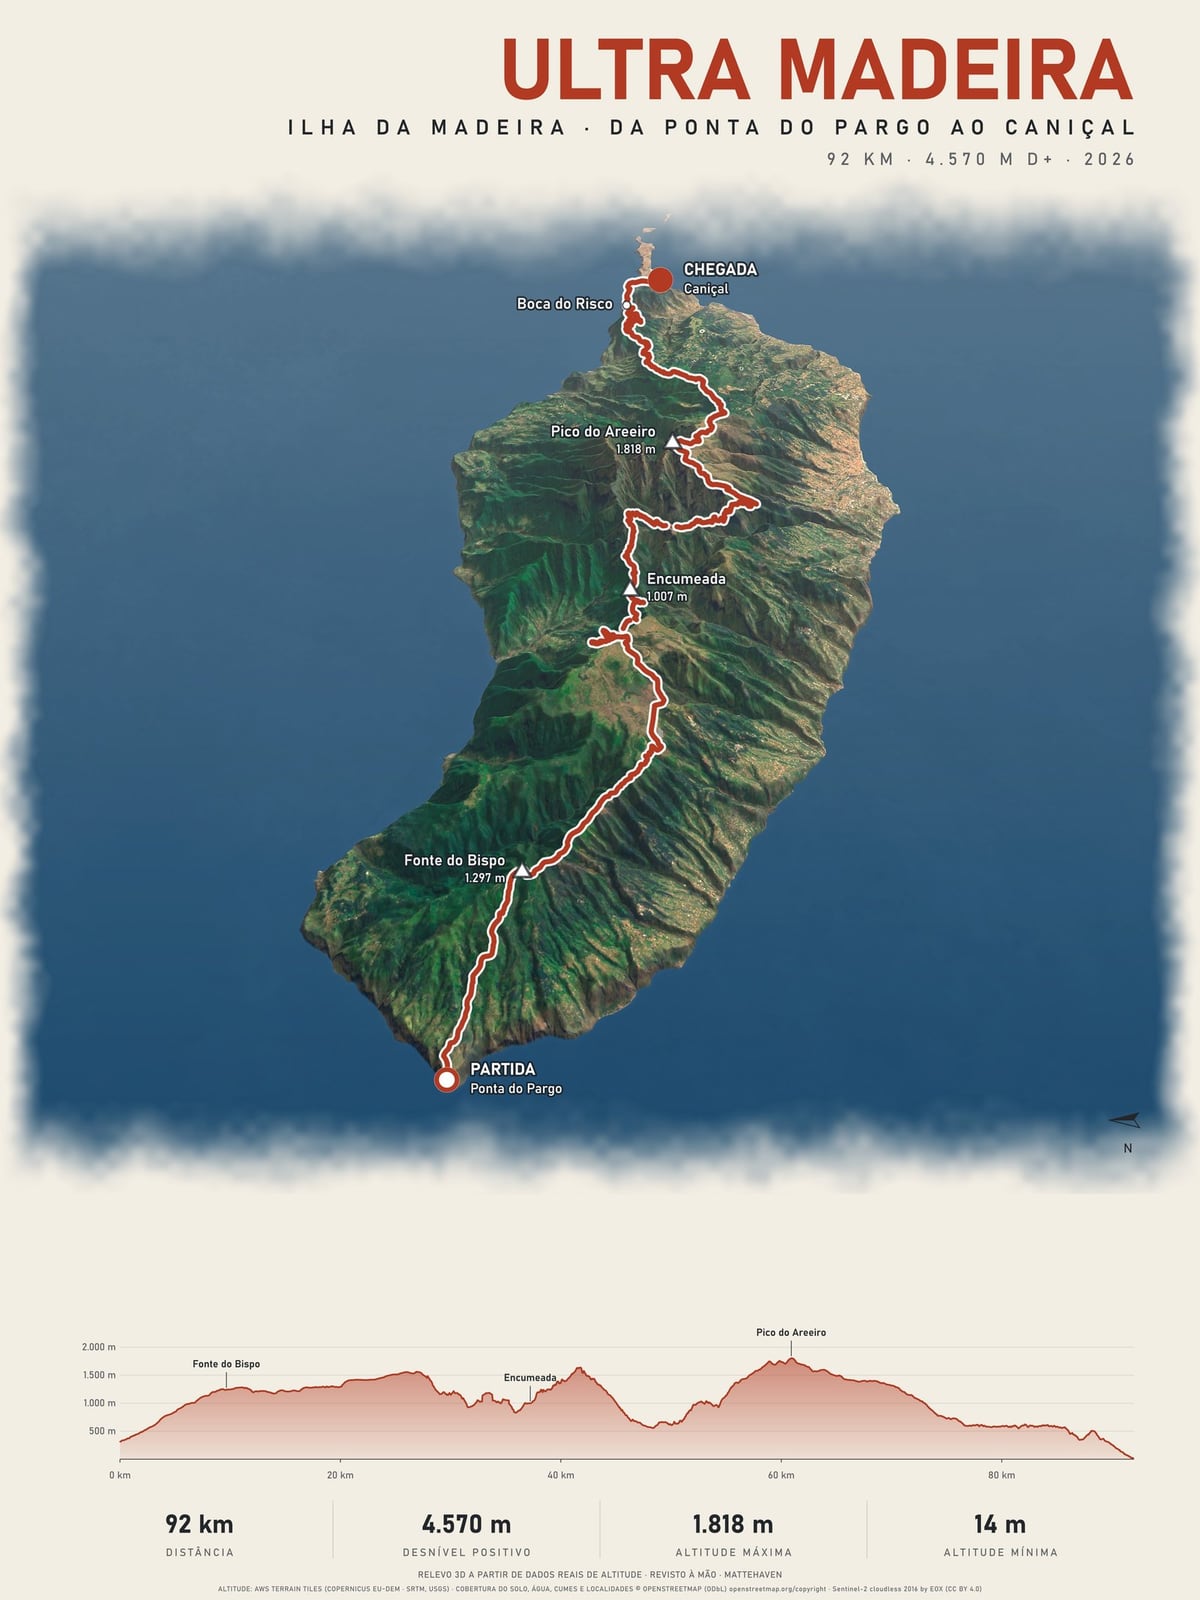 ULTRA MADEIRA
ILHA DA MADEIRA · DA PONTA DO PARGO AO CANIÇAL
92 KM · 4.570 M D+ · 2026
CHEGADA
Caniçal
Boca do Risco
Pico do Areeiro
1.818 m
Encumeada
1.007 m
Fonte do Bispo
1.297 m
PARTIDA
Ponta do Pargo
N
Pico do Areeiro
2.000 m
Fonte do Bispo
1.500 m
Encumeada
1.000 m
500 m
0 km 20 km 40 km 60 km 80 km
92 km 4.570 m 1.818 m 14 m
DISTÂNCIA DESNÍVEL POSITIVO ALTITUDE MÁXIMA ALTITUDE MÍNIMA
RELEVO 3D A PARTIR DE DADOS REAIS DE ALTITUDE · REVISTO À MÃO · MATTEHAVEN
ALTITUDE: AWS TERRAIN TILES (COPERNICUS EU-DEM · SRTM, USGS) · COBERTURA DO SOLO, ÁGUA, CUMES E LOCALIDADES © OPENSTREETMAP (ODbL) openstreetmap.org/copyright · Sentinel-2 cloudless 2016 by EOX (CC BY 4.0)